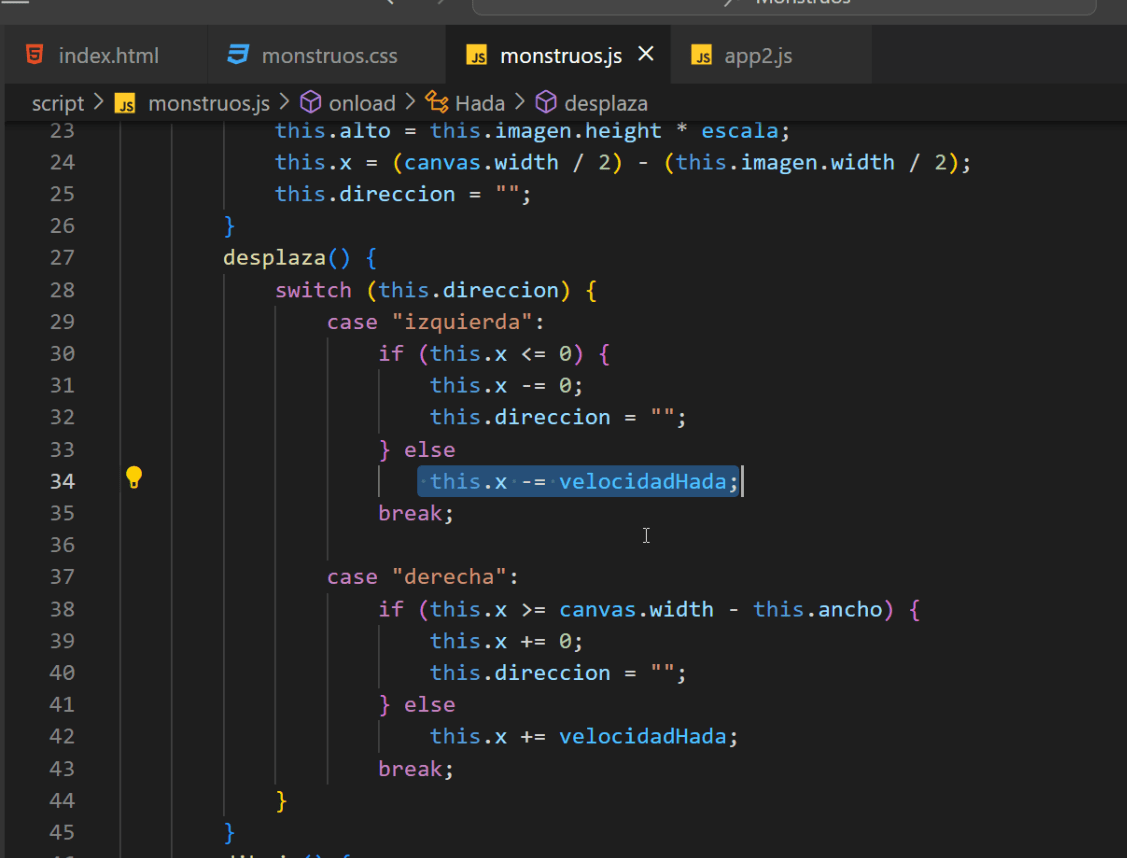 Monstruos
index.html monstruos.css JS monstruos.js JS app2.js
script > JS monstruos.js > onload > Hada > desplaza
23 this.alto = this.imagen.height * escala;
24 this.x = (canvas.width / 2) - (this.imagen.width / 2);
25 this.direccion = "";
26 }
27 desplaza() {
28 switch (this.direccion) {
29 case "izquierda":
30 if (this.x <= 0) {
31 this.x -= 0;
32 this.direccion = "";
33 } else
34 this.x -= velocidadHada;
35 break;
36
37 case "derecha":
38 if (this.x >= canvas.width - this.ancho) {
39 this.x += 0;
40 this.direccion = "";
41 } else
42 this.x += velocidadHada;
43 break;
44 }
45 }